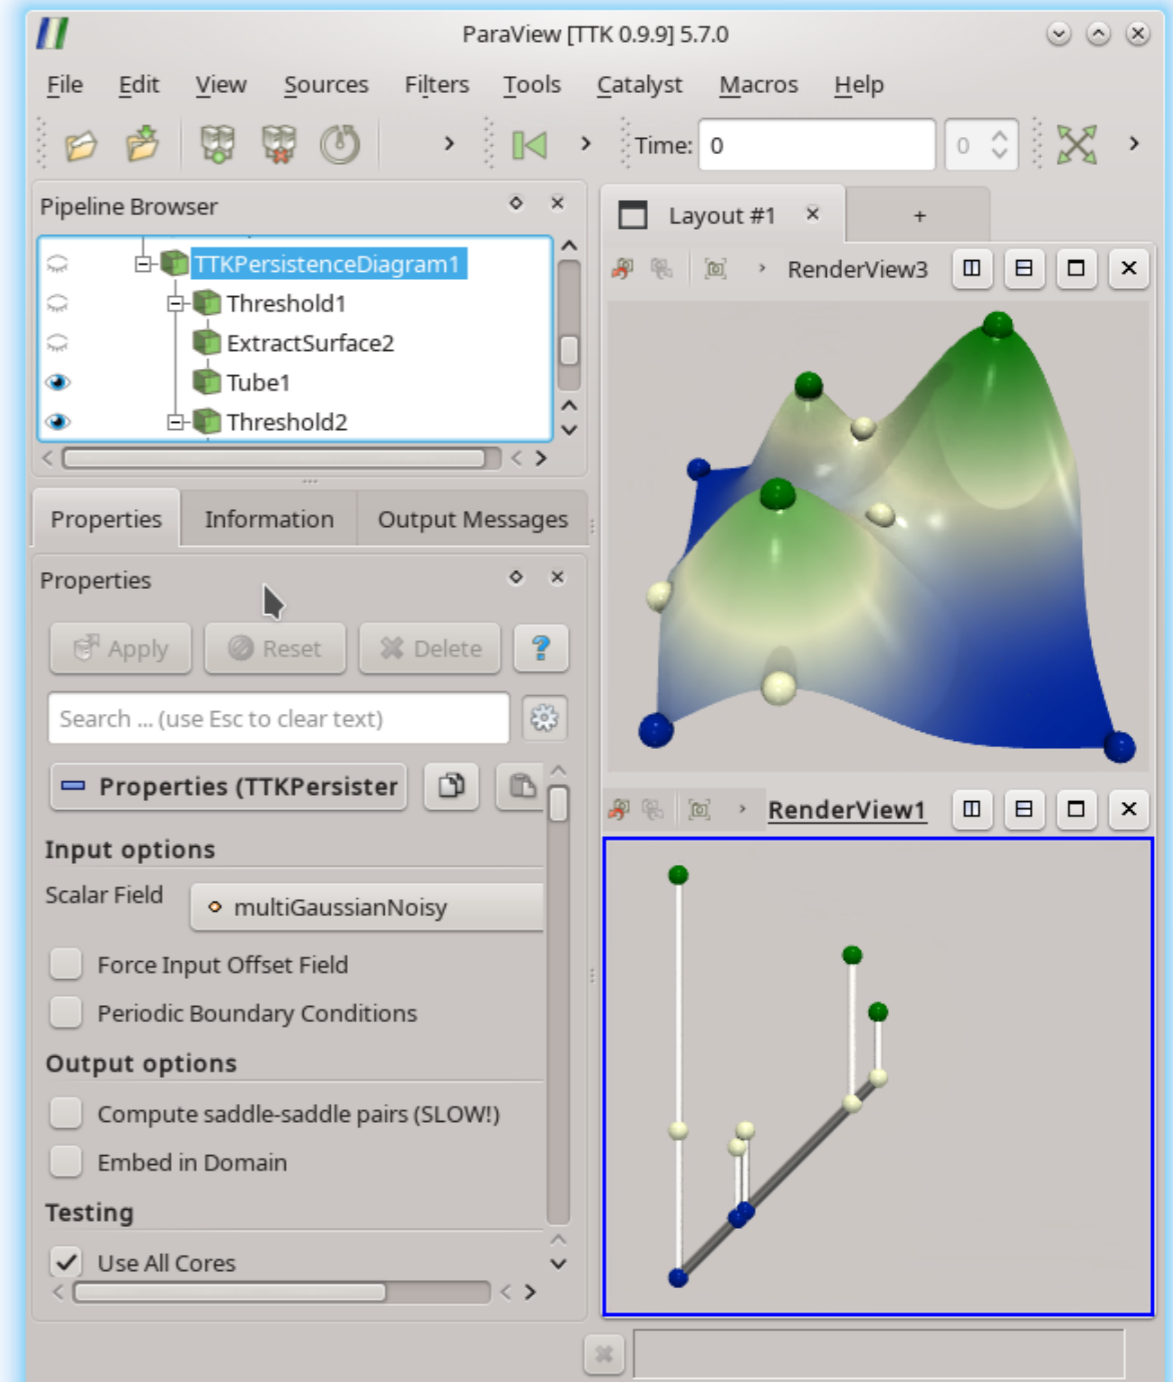 ParaView [TTK 0.9.9] 5.7.0
File Edit View Sources Filters Tools Catalyst Macros Help
Time: 0 0
Pipeline Browser
TTKPersistenceDiagram1
Threshold1
ExtractSurface2
Tube1
Threshold2
Properties Information Output Messages
Properties
Apply Reset Delete ?
Search ... (use Esc to clear text)
Properties (TTKPersister
Input options
Scalar Field multiGaussianNoisy
Force Input Offset Field
Periodic Boundary Conditions
Output options
Compute saddle-saddle pairs (SLOW!)
Embed in Domain
Testing
Use All Cores
Layout #1 +
RenderView3
RenderView1